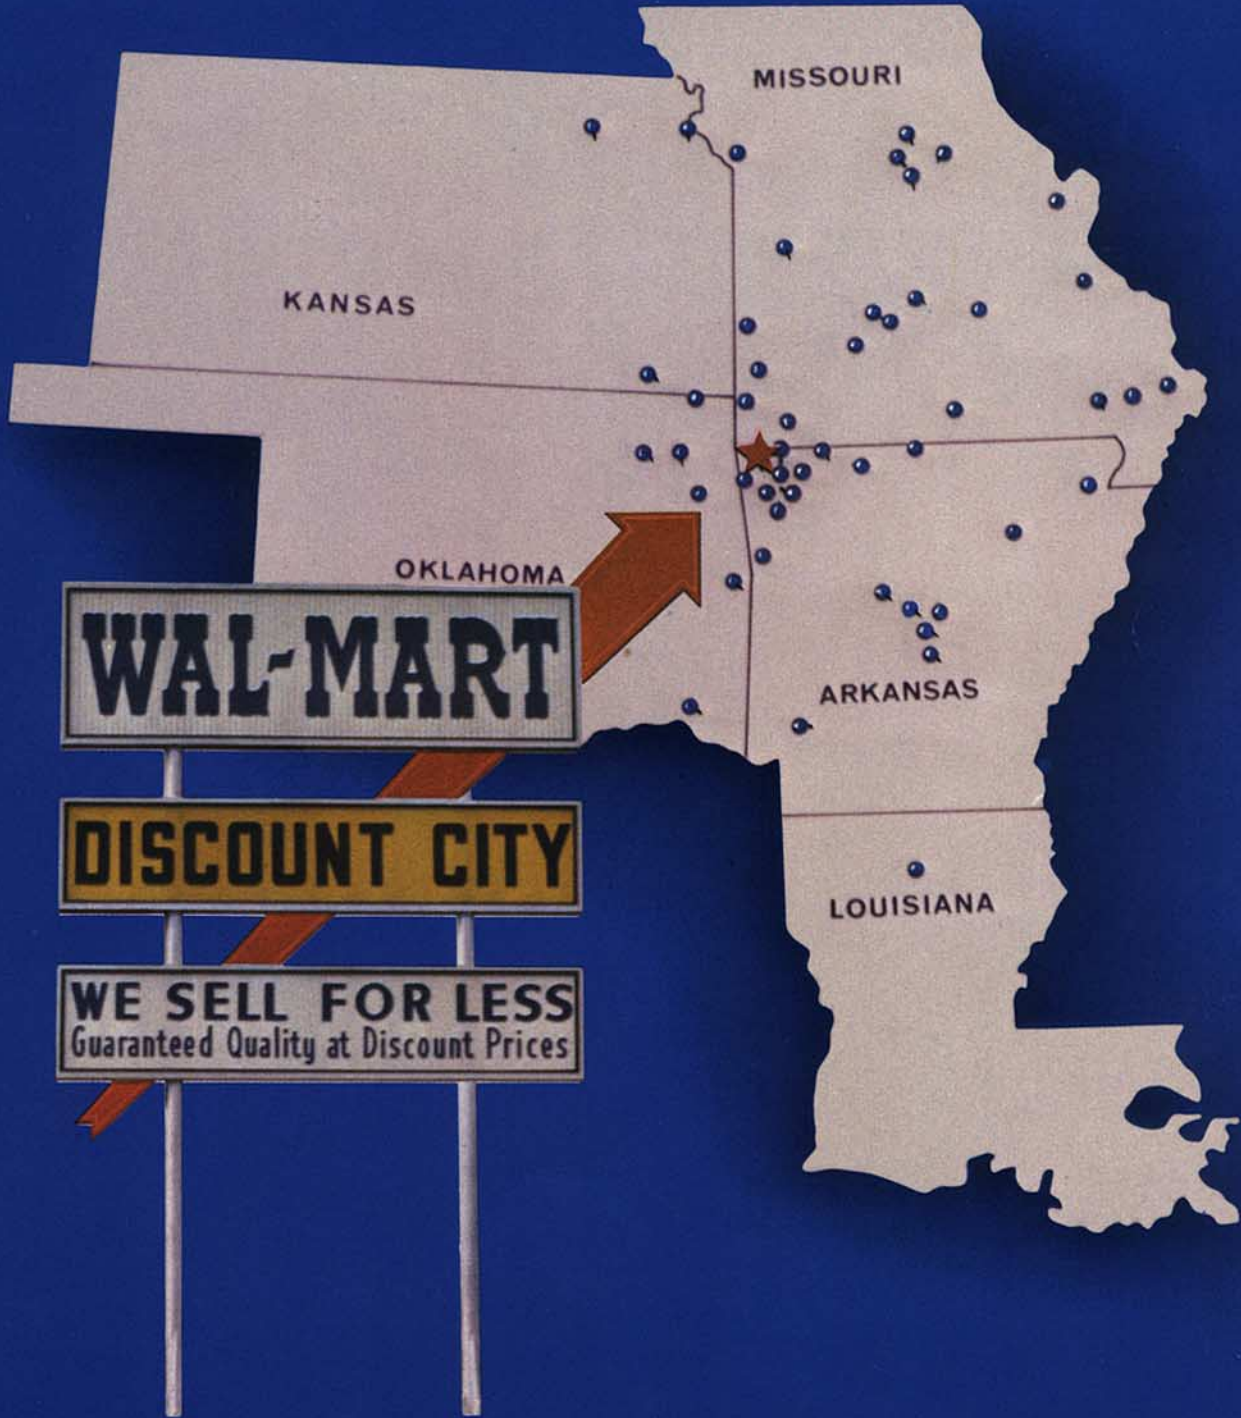 MISSOURI
KANSAS
OKLAHOMA
WAL-MART
ARKANSAS
DISCOUNT CITY
LOUISIANA
WE SELL FOR LESS
Guaranteed Quality at Discount Prices